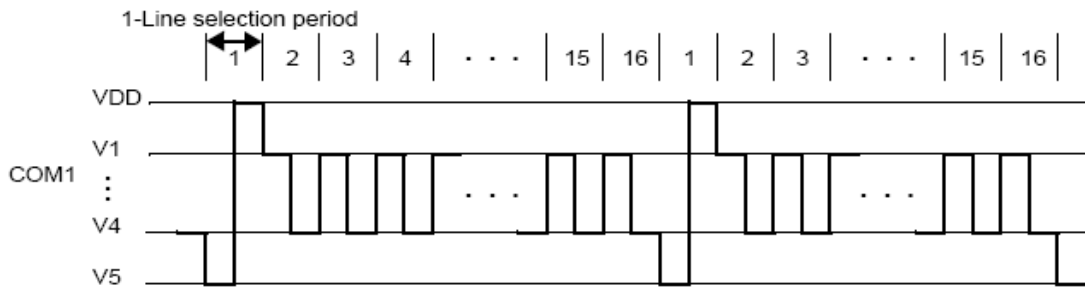 1-Line selection period
1 2 3 4 . . . 15 16 1 2 3 . . . 15 16
VDD
V1
COM1 . . . . . .
V4
V5